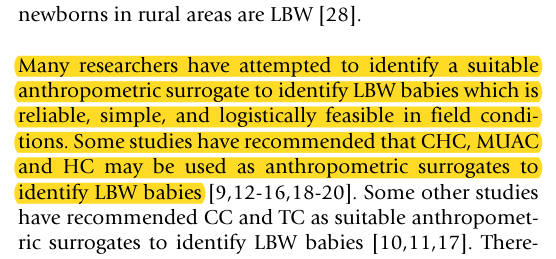 newborns in rural areas are LBW [28].
Many researchers have attempted to identify a suitable
anthropometric surrogate to identify LBW babies which is
reliable, simple, and logistically feasible in field condi-
tions. Some studies have recommended that CHC, MUAC
and HC may be used as anthropometric surrogates to
identify LBW babies [9,12-16,18-20]. Some other studies
have recommended CC and TC as suitable anthropomet-
ric surrogates to identify LBW babies [10,11,17]. There-